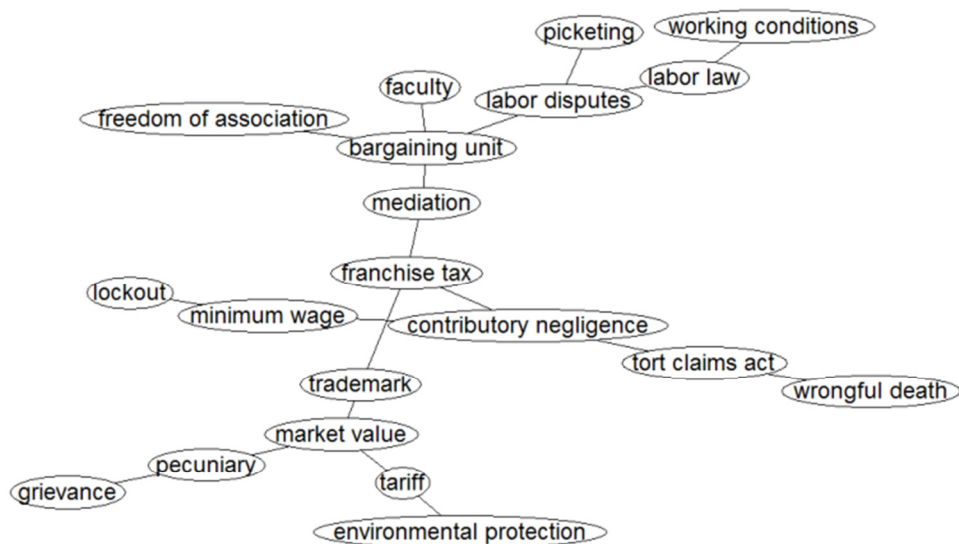 picketing
working conditions
labor law
faculty
labor disputes
freedom of association
bargaining unit
mediation
franchise tax
lockout
minimum wage
contributory negligence
tort claims act
trademark
wrongful death
market value
pecuniary
tariff
grievance
environmental protection